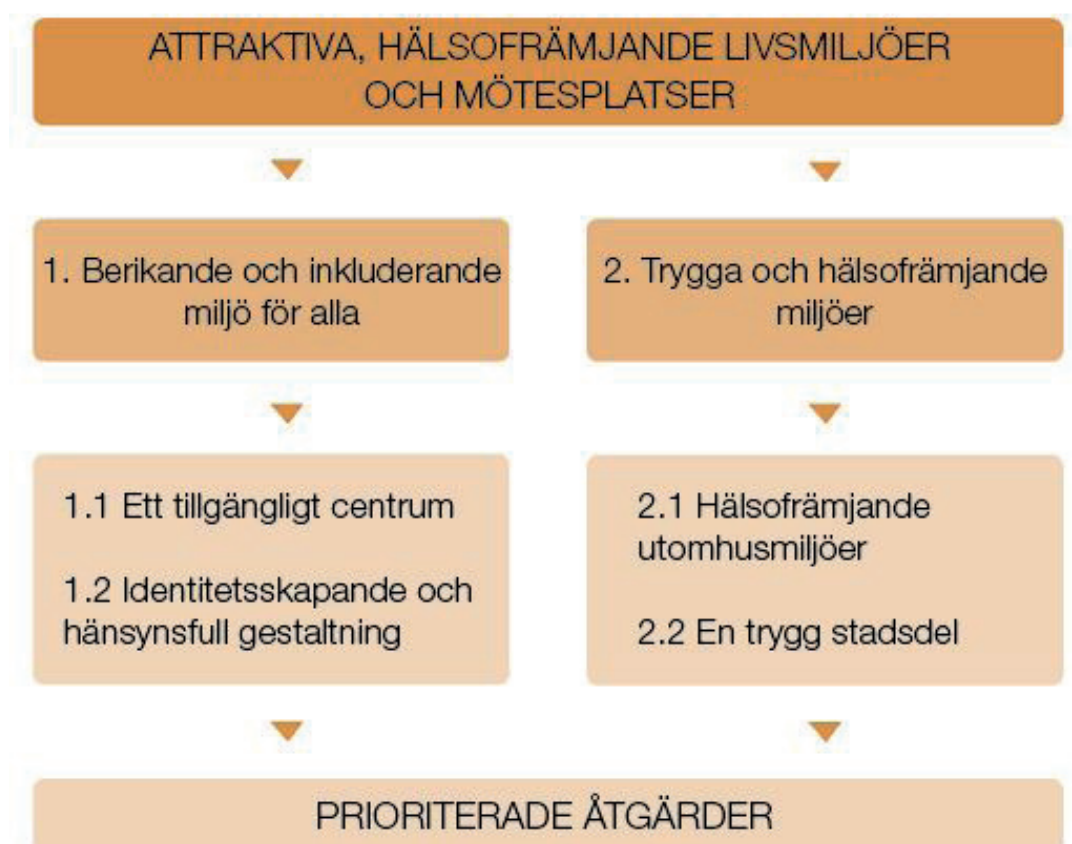 ATTRAKTIVA, HÄLSOFRÄMJANDE LIVSMILJÖER
OCH MÖTESPLATSER
1. Berikande och inkluderande
miljö för alla
2. Trygga och hälsofrämjande
miljöer
1.1 Ett tillgängligt centrum
1.2 Identitetsskapande och
hänsynsfull gestaltning
2.1 Hälsofrämjande
utomhusmiljöer
2.2 En trygg stadsdel
PRIORITERADE ÅTGÄRDER